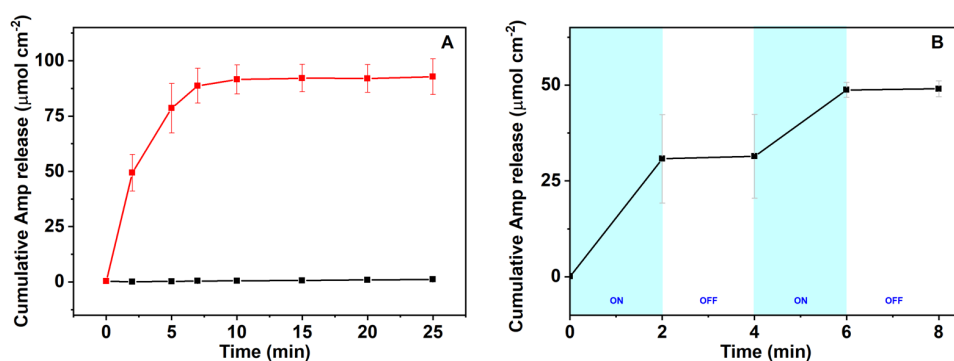 A
Cumulative Amp release (μmol cm⁻²)
100
75
50
25
0
0 5 10 15 20 25
Time (min)
B
Cumulative Amp release (μmol cm⁻²)
50
25
0
ON OFF ON OFF
0 2 4 6 8
Time (min)